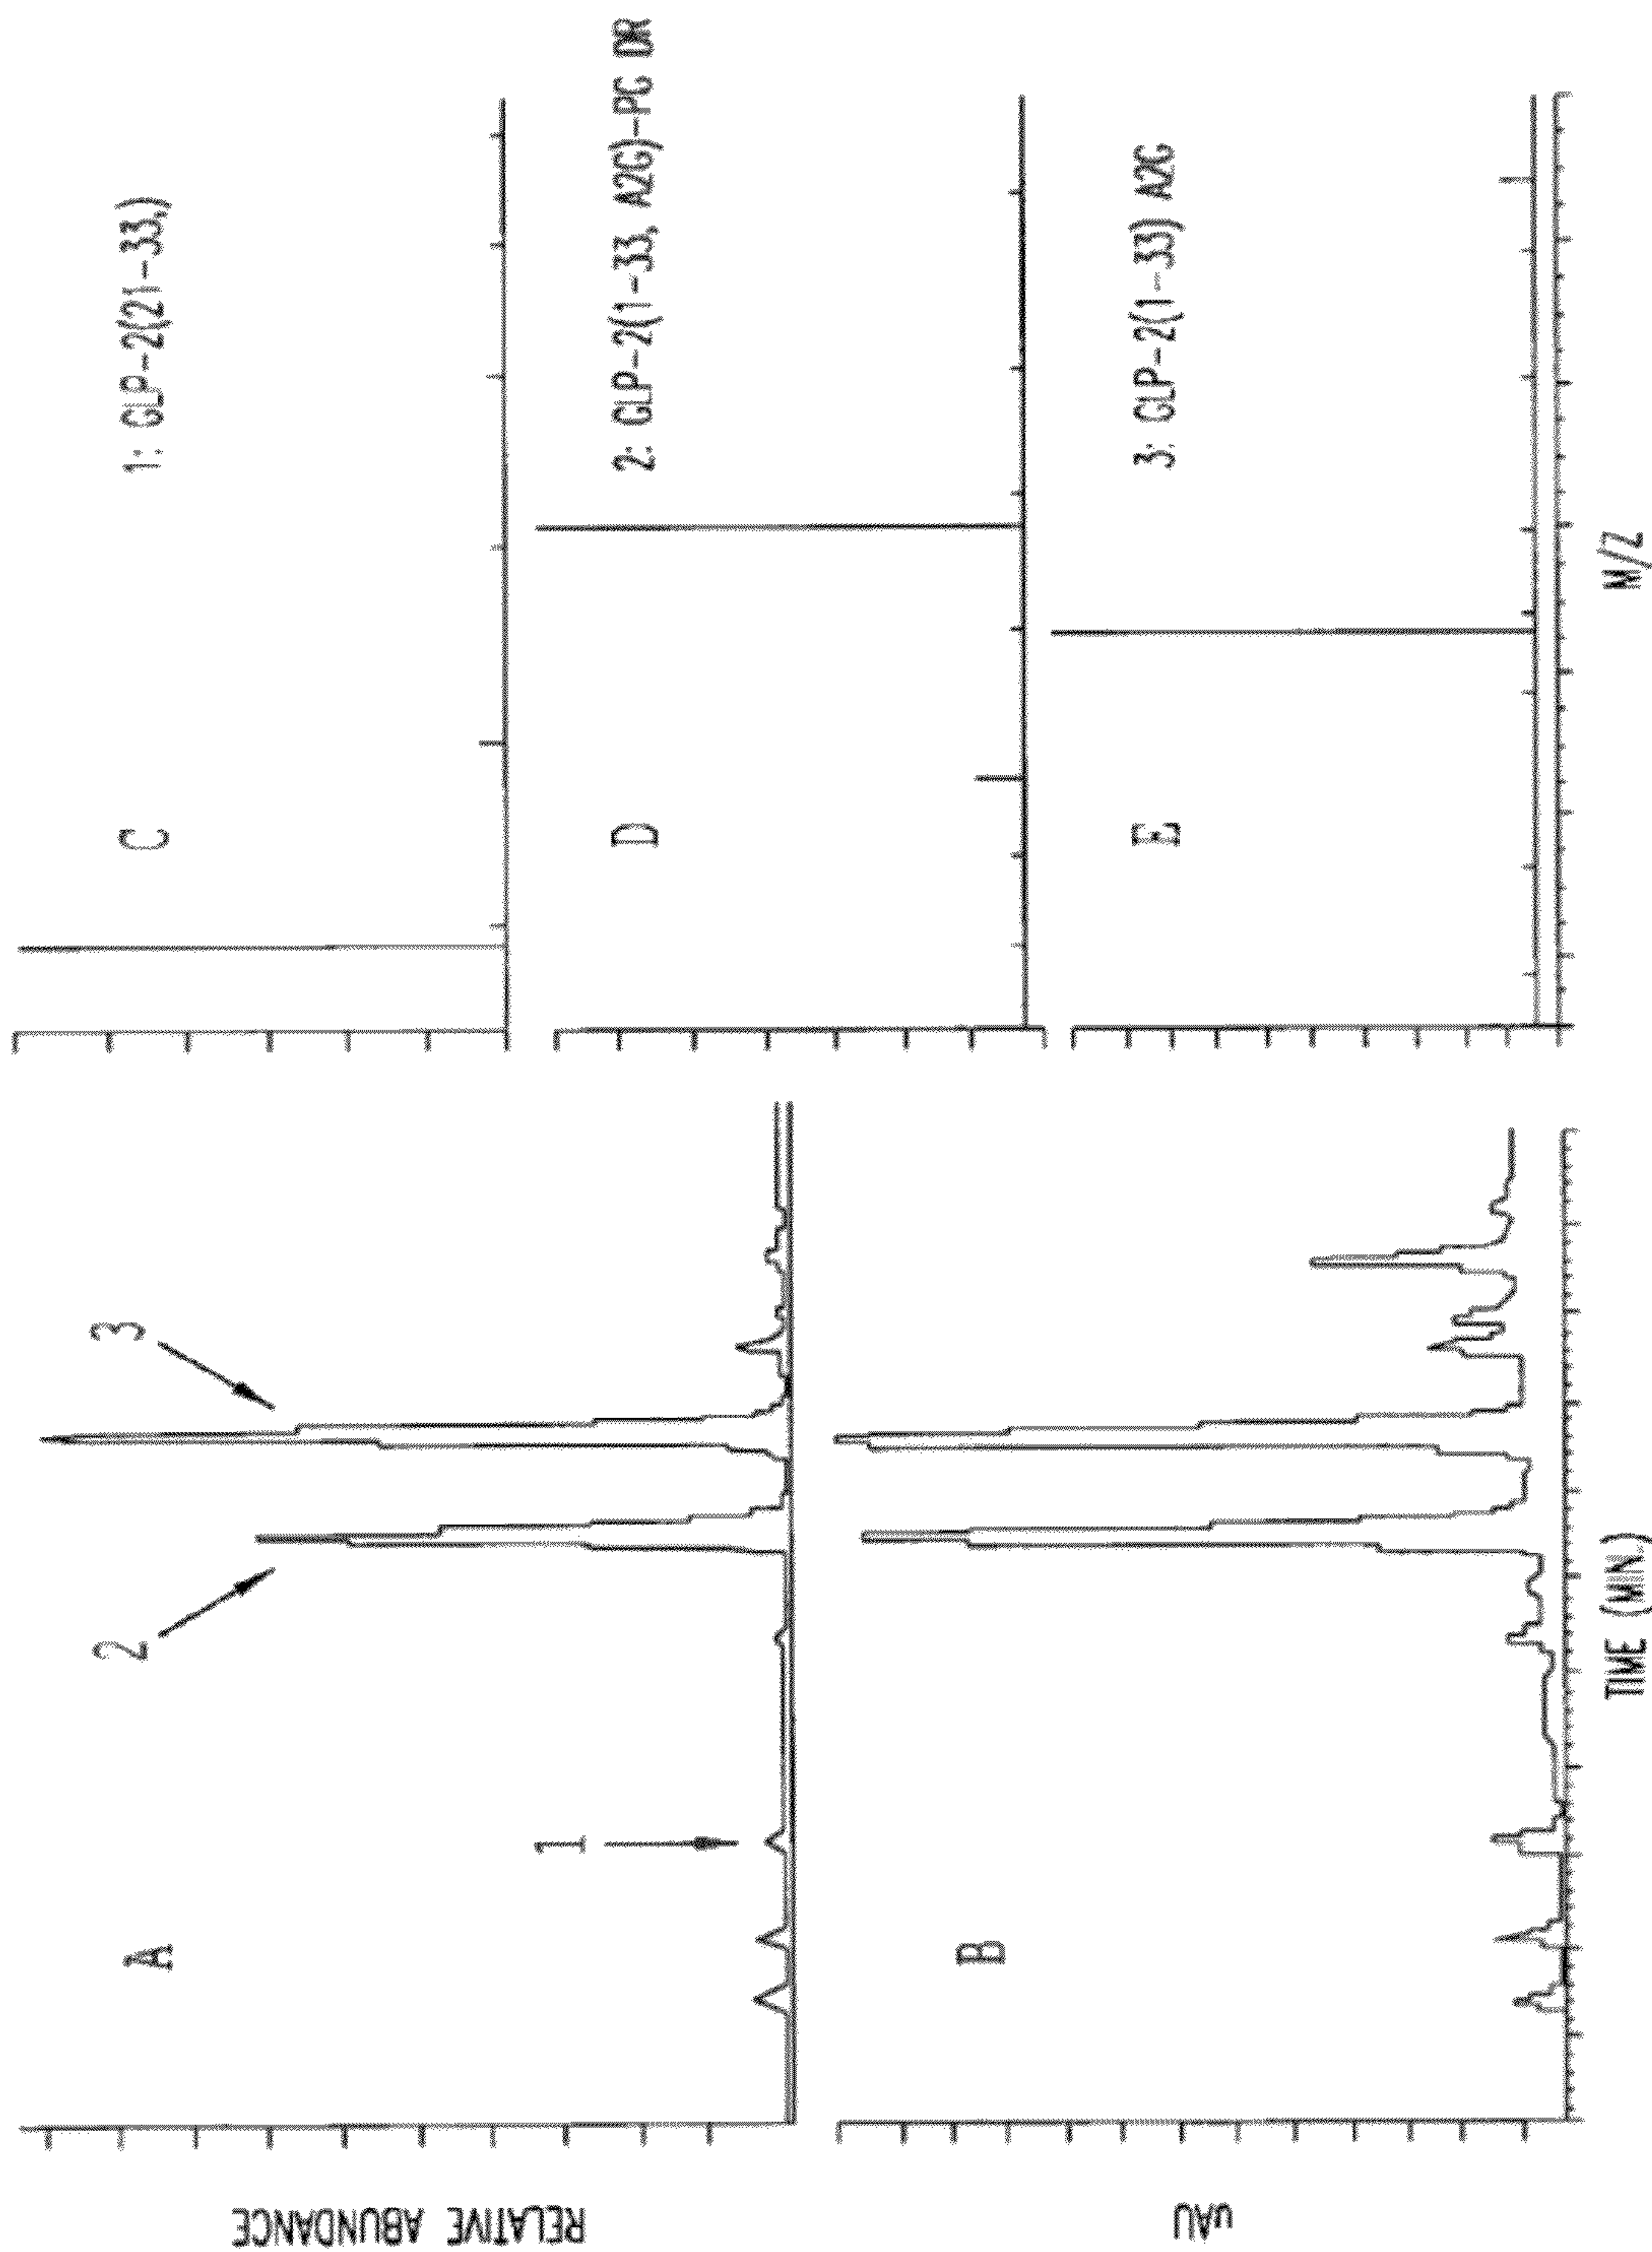 RELATIVE ABUNDANCE
A
1
2
3
uAU
B
TIME (MIN.)
C
1: GLP-2(21-33,)
D
2: GLP-2(1-33, A2G)-PG DR
E
3: GLP-2(1-33) A2G
M/Z